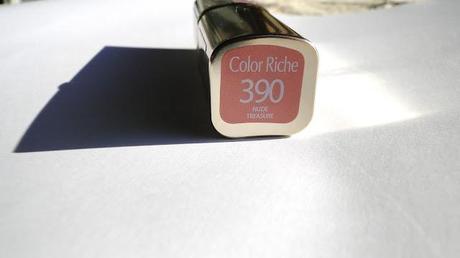 Color Riche
390
NUDE
TREASURE